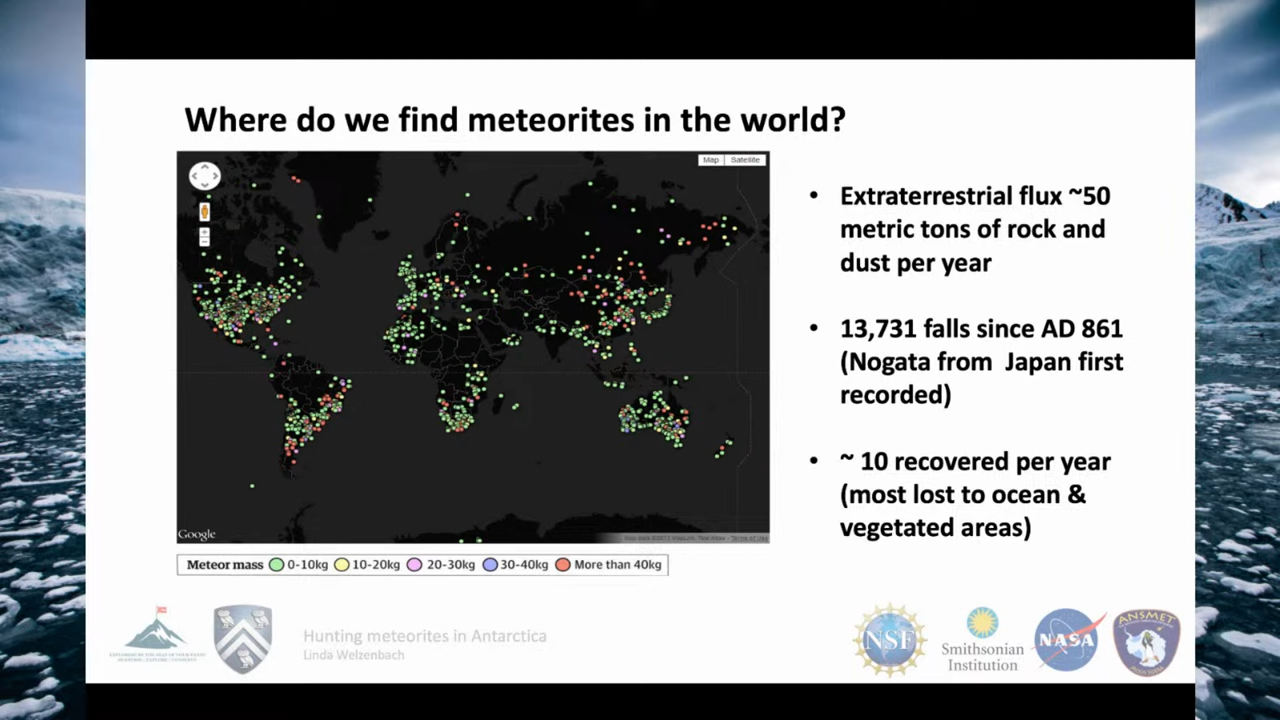 Where do we find meteorites in the world?
Map Satellite
Google
Meteor mass 0-10kg 10-20kg 20-30kg 30-40kg More than 40kg
• Extraterrestrial flux ~50
metric tons of rock and
dust per year
• 13,731 falls since AD 861
(Nogata from Japan first
recorded)
• ~ 10 recovered per year
(most lost to ocean &
vegetated areas)
Hunting meteorites in Antarctica
Linda Welzenbach
NSF
Smithsonian
Institution
NASA
ANSMET